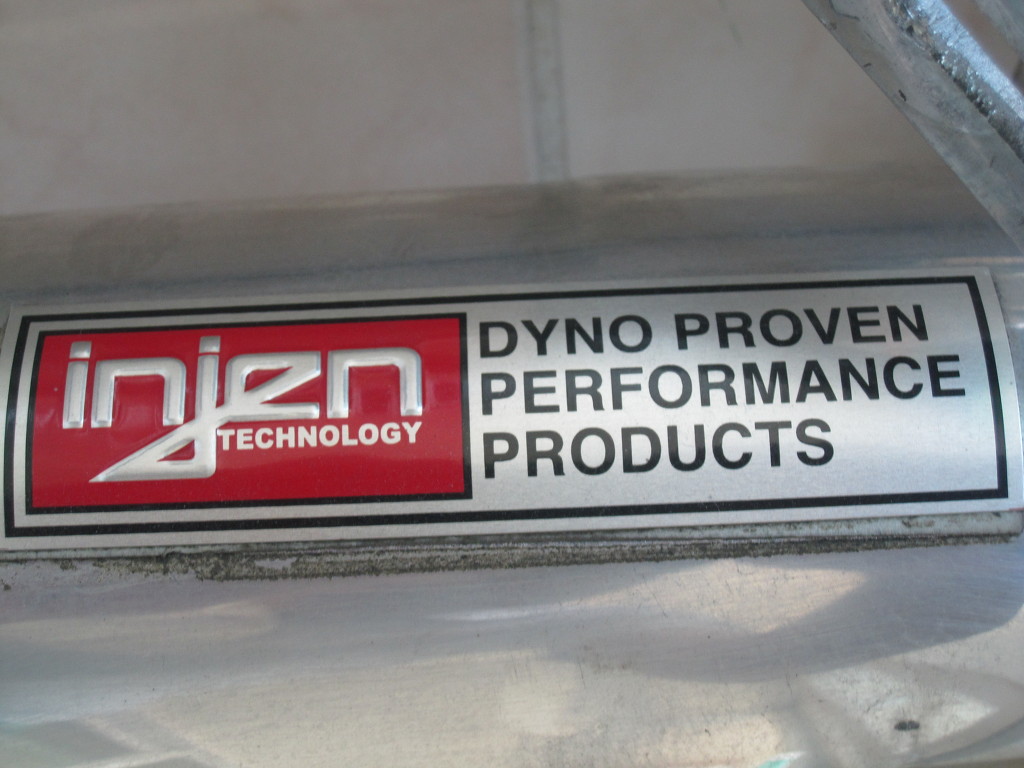 injen
TECHNOLOGY
DYNO PROVEN
PERFORMANCE
PRODUCTS